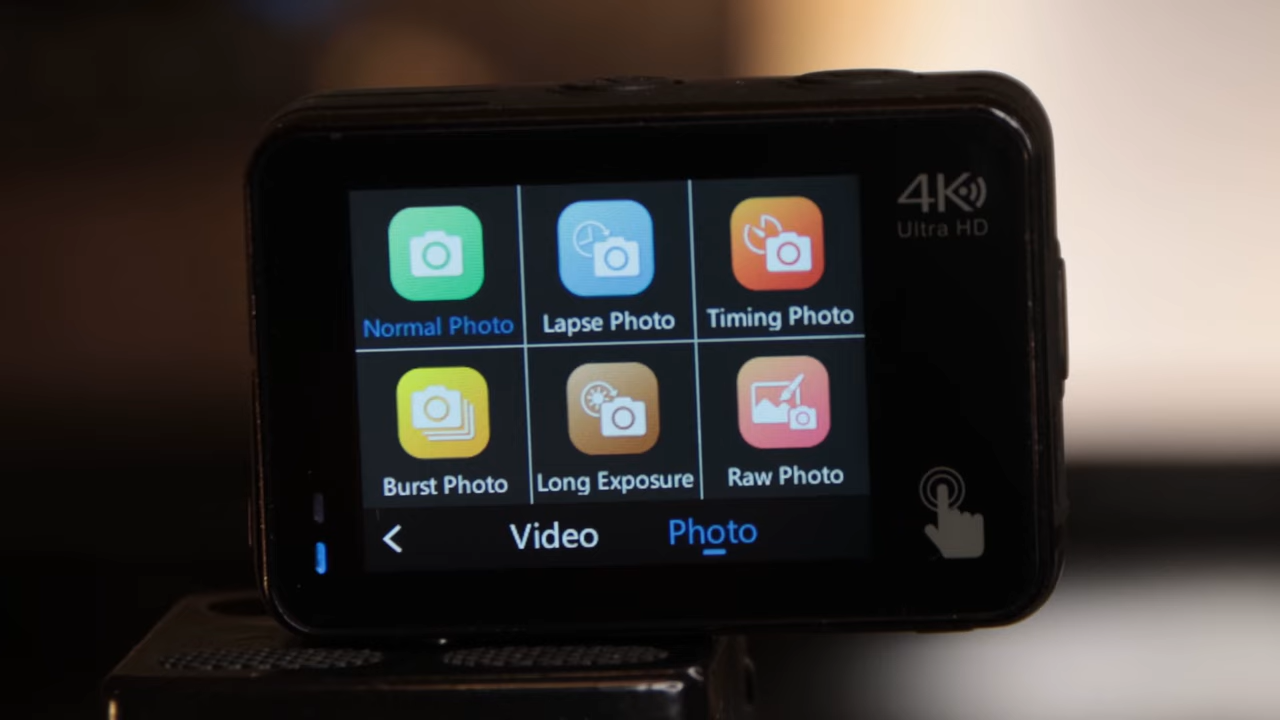 4K
Ultra HD
Normal Photo
Lapse Photo
Timing Photo
Burst Photo
Long Exposure
Raw Photo
Video
Photo